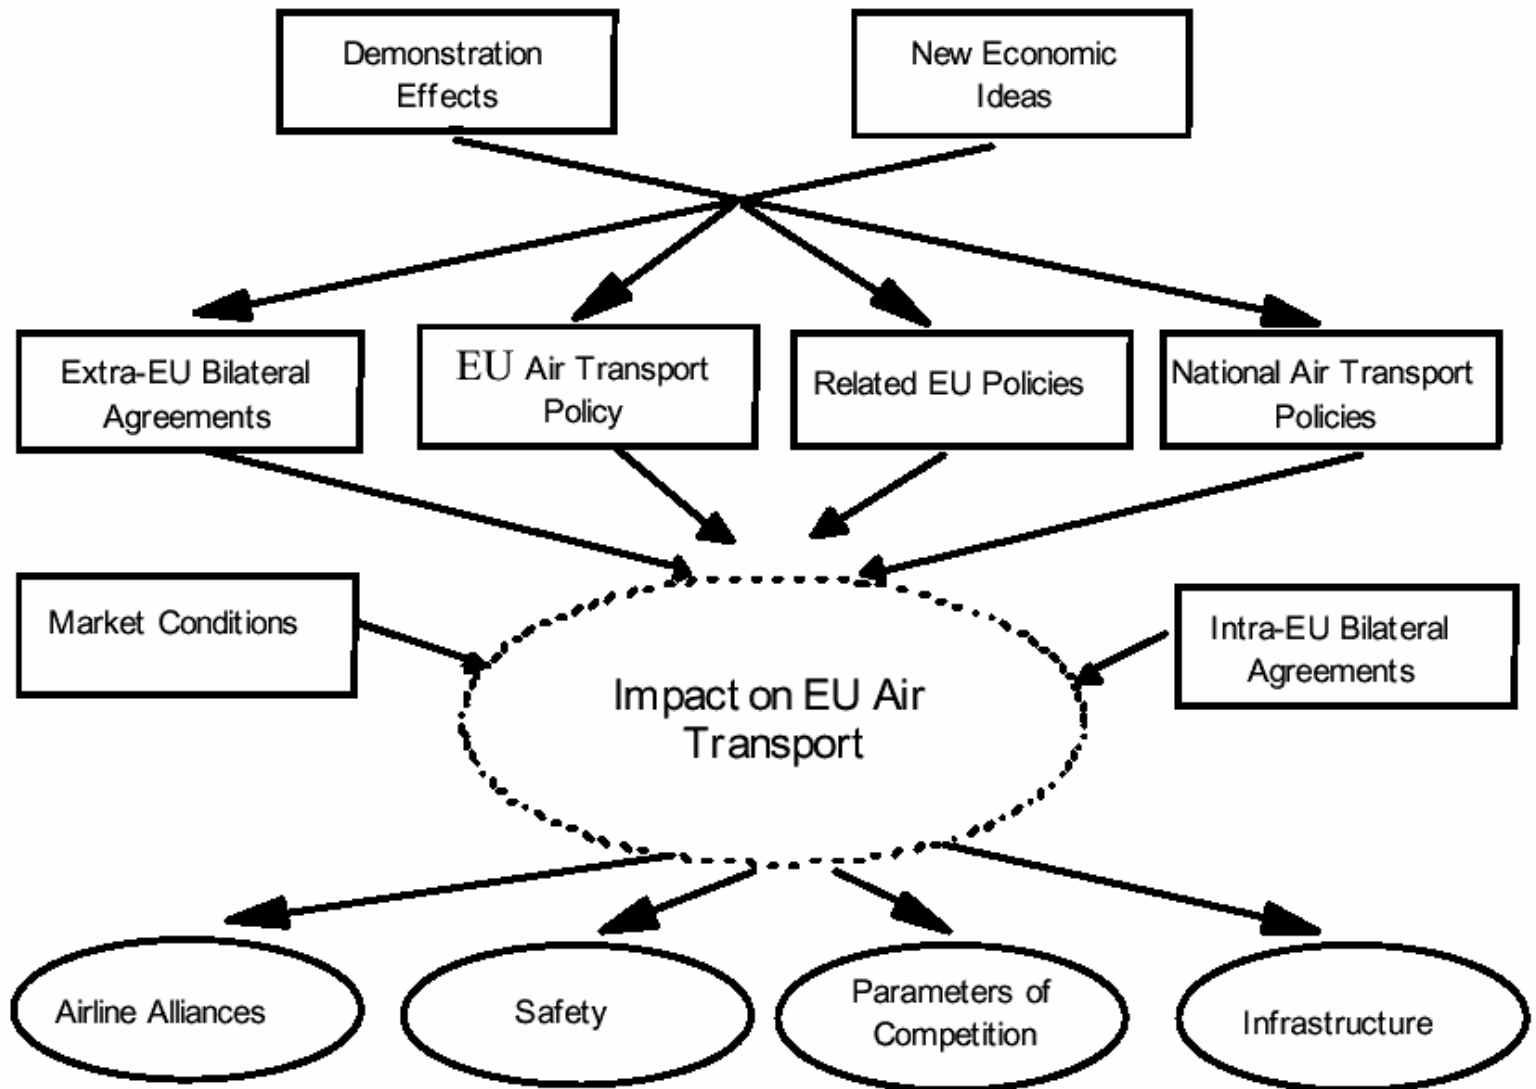 Demonstration
Effects
New Economic
Ideas
Extra-EU Bilateral
Agreements
EU Air Transport
Policy
Related EU Policies
National Air Transport
Policies
Market Conditions
Intra-EU Bilateral
Agreements
Impact on EU Air
Transport
Airline Alliances
Safety
Parameters of
Competition
Infrastructure